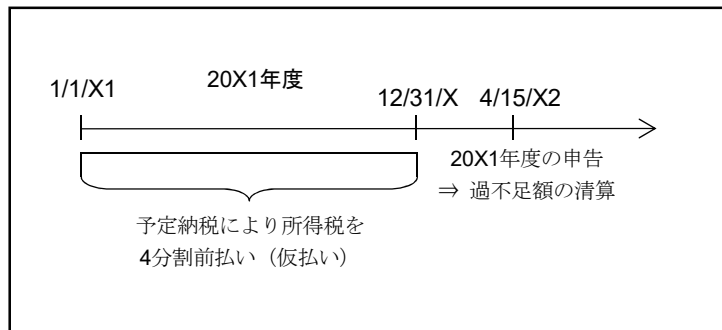 20X1年度
1/1/X1
12/31/X
4/15/X2
20X1年度の申告
⇒ 過不足額の清算
予定納税により所得税を
4分割前払い（仮払い）